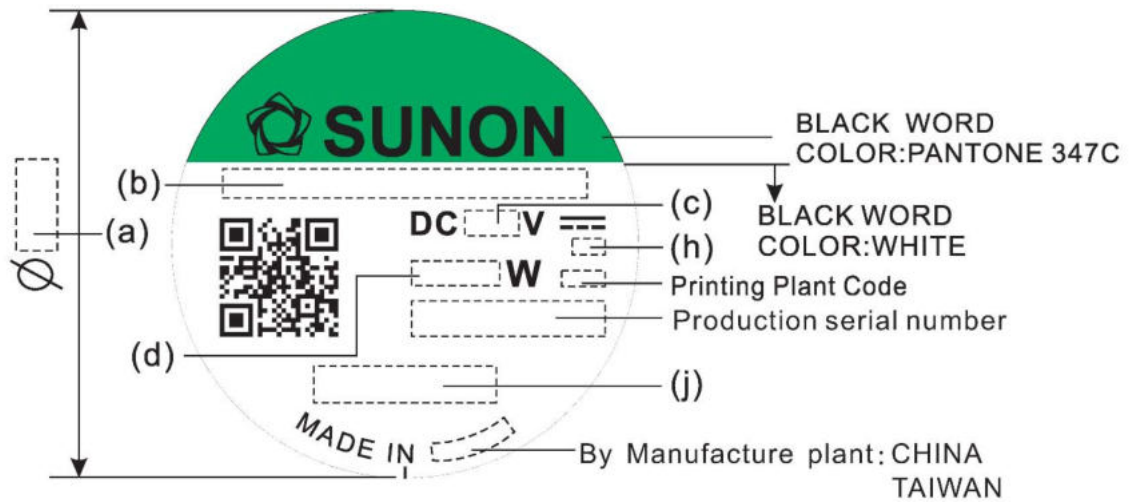 SUNON
BLACK WORD
COLOR:PANTONE 347C
(b)
(c)
DC V
BLACK WORD
COLOR:WHITE
(a)
(h)
Ø
W
Printing Plant Code
Production serial number
(d)
(j)
MADE IN
By Manufacture plant: CHINA
TAIWAN